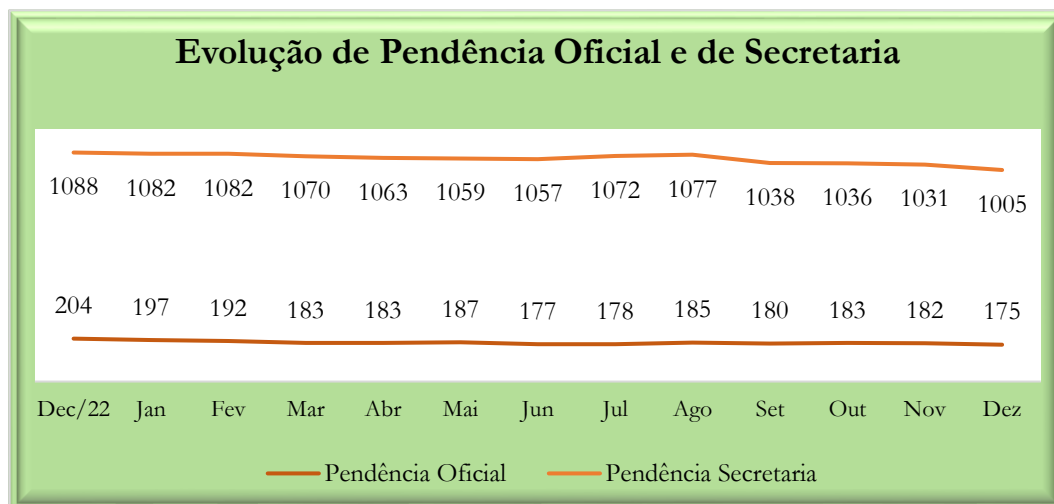 Evolução de Pendência Oficial e de Secretaria
1088 1082 1082 1070 1063 1059 1057 1072 1077 1038 1036 1031 1005
204 197 192 183 183 187 177 178 185 180 183 182 175
Dec/22 Jan Fev Mar Abr Mai Jun Jul Ago Set Out Nov Dez
Pendência Oficial Pendência Secretaria